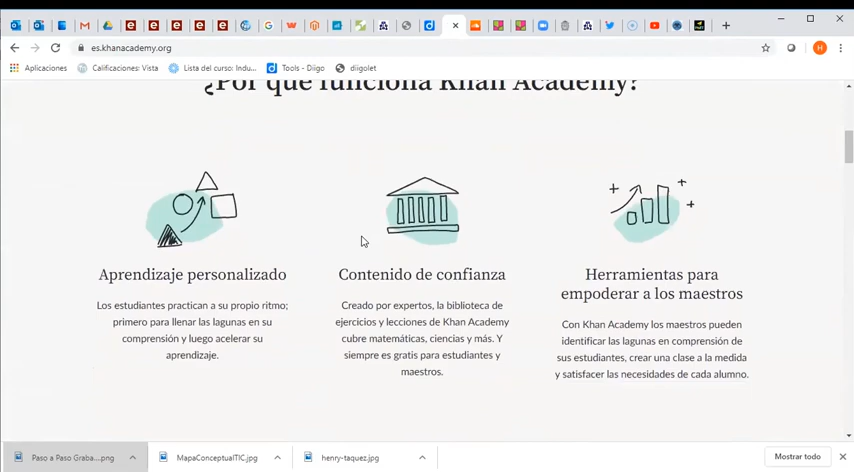 es.khanacademy.org
H
Aplicaciones
Calificaciones: Vista
Lista del curso: Indu...
Tools - Diigo
diigolet
¿Por qué funciona Khan Academy?
Aprendizaje personalizado
Los estudiantes practican a su propio ritmo;
primero para llenar las lagunas en su
comprensión y luego acelerar su
aprendizaje.
Contenido de confianza
Creado por expertos, la biblioteca de
ejercicios y lecciones de Khan Academy
cubre matemáticas, ciencias y más. Y
siempre es gratis para estudiantes y
maestros.
Herramientas para
empoderar a los maestros
Con Khan Academy los maestros pueden
identificar las lagunas en comprensión de
sus estudiantes, crear una clase a la medida
y satisfacer las necesidades de cada alumno.
Paso a Paso Graba....png
MapaConceptualTIC.jpg
henry-taquez.jpg
Mostrar todo